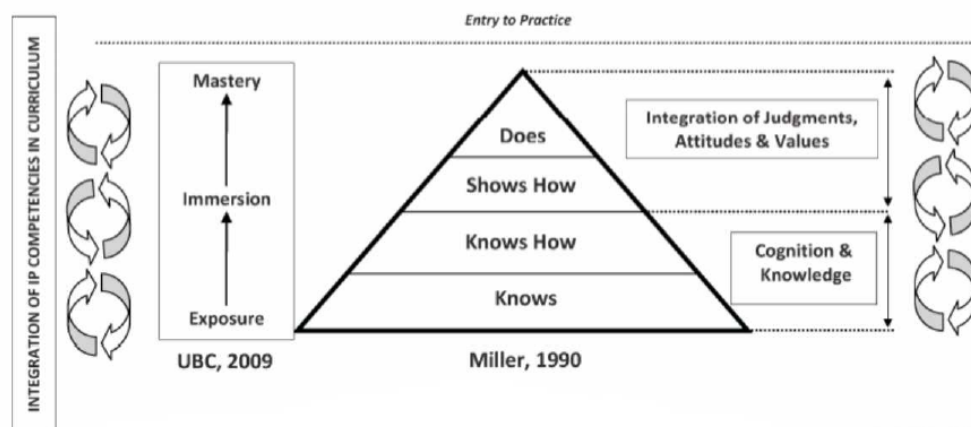 Entry to Practice
INTEGRATION OF IP COMPETENCIES IN CURRICULUM
Mastery
Immersion
Exposure
UBC, 2009
Does
Shows How
Knows How
Knows
Miller, 1990
Integration of Judgments,
Attitudes & Values
Cognition &
Knowledge